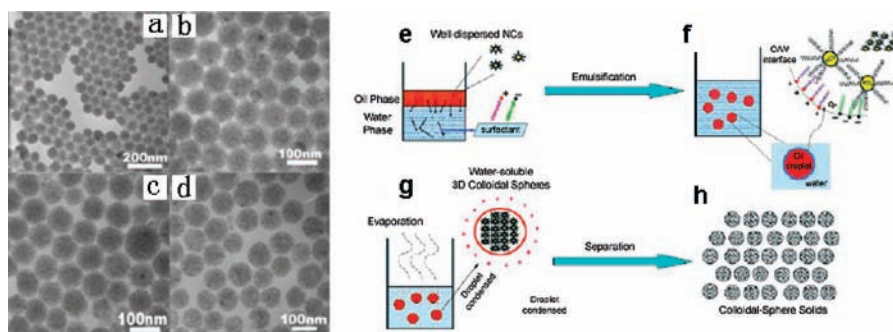 a
b
200nm
100nm
c
d
100nm
100nm
e
Well-dispersed NCs
Oil Phase
Water
Phase
surfactant
Emulsification
f
O/W
interface
or
Oil
droplet
water
g
Water-soluble
3D Colloidal Spheres
Evaporation
Droplet
condensed
Separation
Droplet
condensed
h
Colloidal-Sphere Solids